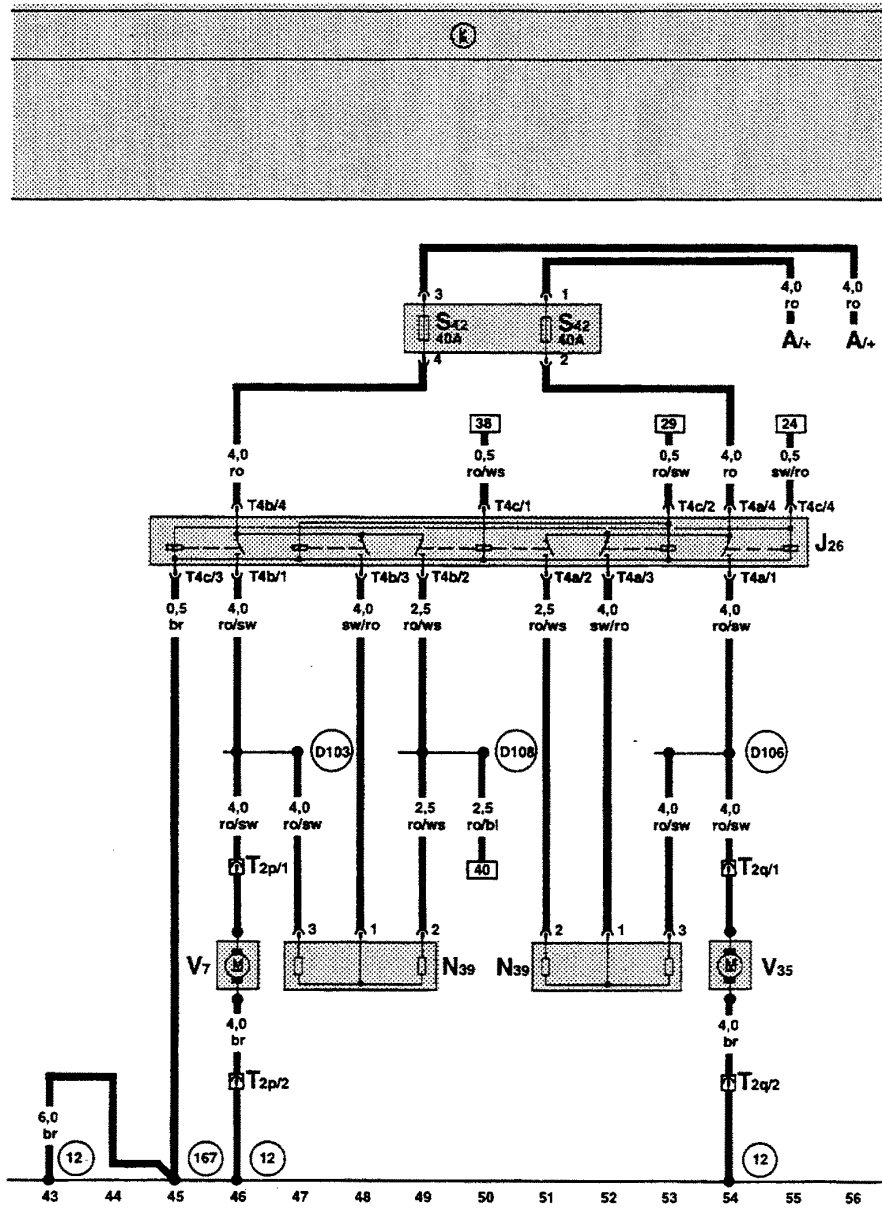 K
3 1
S42 S42
40A 40A
4 2
4,0 4,0
ro ro
A/+ A/+
38 29 24
4,0 0,5 0,5 4,0 0,5
ro ro/ws ro/sw ro sw/ro
T4b/4 T4c/1 T4c/2 T4a/4 T4c/4
J26
T4c/3 T4b/1 T4b/3 T4b/2 T4a/2 T4a/3 T4a/1
0,5 4,0 4,0 2,5 2,5 4,0 4,0
br ro/sw sw/ro ro/ws ro/ws sw/ro ro/sw
D103 D108 D106
4,0 4,0 2,5 2,5 4,0 4,0
ro/sw ro/sw ro/ws ro/bl ro/sw ro/sw
T2p/1 40 T2q/1
3 1 2 2 1 3
V7 M N39 N39 M V35
4,0 4,0
br br
T2p/2 T2q/2
6,0
br
12 167 12 12
43 44 45 46 47 48 49 50 51 52 53 54 55 56